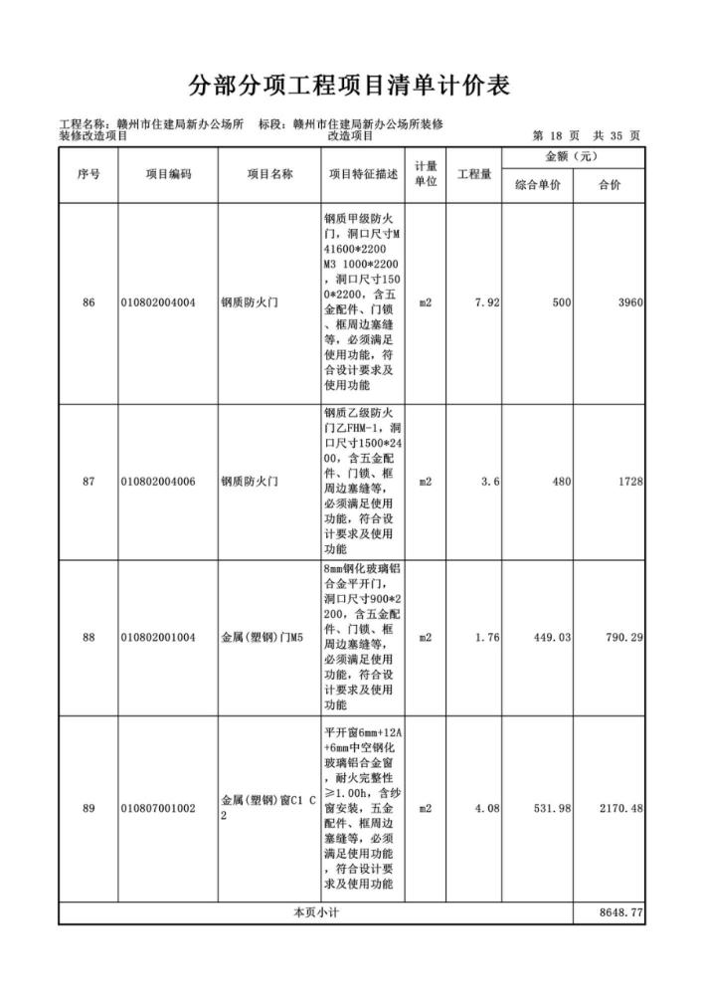 分部分项工程项目清单计价表
工程名称：赣州市住建局新办公场所
装修改造项目
标段：赣州市住建局新办公场所装修
改造项目
第 18 页 共 35 页
序号
项目编码
项目名称
项目特征描述
计量
单位
工程量
金额（元）
综合单价
合价
86
010802004004
钢质防火门
钢质甲级防火
门，洞口尺寸M
41600*2200
M3 1000*2200
，洞口尺寸150
0*2200，含五
金配件、门锁
、框周边塞缝
等，必须满足
使用功能，符
合设计要求及
使用功能
m2
7.92
500
3960
87
010802004006
钢质防火门
钢质乙级防火
门乙FHM-1，洞
口尺寸1500*24
00，含五金配
件、门锁、框
周边塞缝等，
必须满足使用
功能，符合设
计要求及使用
功能
m2
3.6
480
1728
88
010802001004
金属(塑钢)门M5
8mm钢化玻璃铝
合金平开门，
洞口尺寸900*2
200，含五金配
件、门锁、框
周边塞缝等，
必须满足使用
功能，符合设
计要求及使用
功能
m2
1.76
449.03
790.29
89
010807001002
金属(塑钢)窗C1 C
2
平开窗6mm+12A
+6mm中空钢化
玻璃铝合金窗
，耐火完整性
≥1.00h，含纱
窗安装，五金
配件、框周边
塞缝等，必须
满足使用功能
，符合设计要
求及使用功能
m2
4.08
531.98
2170.48
本页小计
8648.77